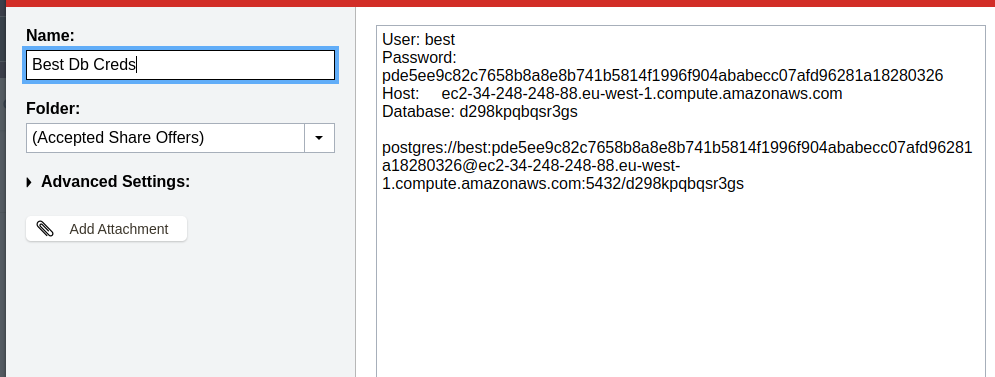 Name:
Best Db Creds
Folder:
(Accepted Share Offers)
Advanced Settings:
Add Attachment
User: best
Password:
pde5ee9c82c7658b8a8e8b741b5814f1996f904ababecc07afd96281a18280326
Host: ec2-34-248-248-88.eu-west-1.compute.amazonaws.com
Database: d298kpqbqsr3gs
postgres://best:pde5ee9c82c7658b8a8e8b741b5814f1996f904ababecc07afd96281
a18280326@ec2-34-248-248-88.eu-west-
1.compute.amazonaws.com:5432/d298kpqbqsr3gs